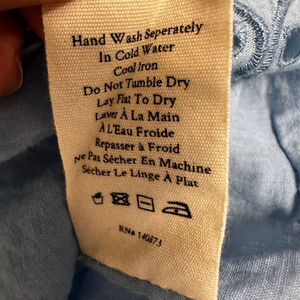 Hand Wash Seperately
In Cold Water
Cool Iron
Do Not Tumble Dry
Lay Flat To Dry
Laver À La Main
À L'Eau Froide
Repasser à Froid
Ne Pas Sécher En Machine
Sécher Le Linge À Plat
RN# 140873